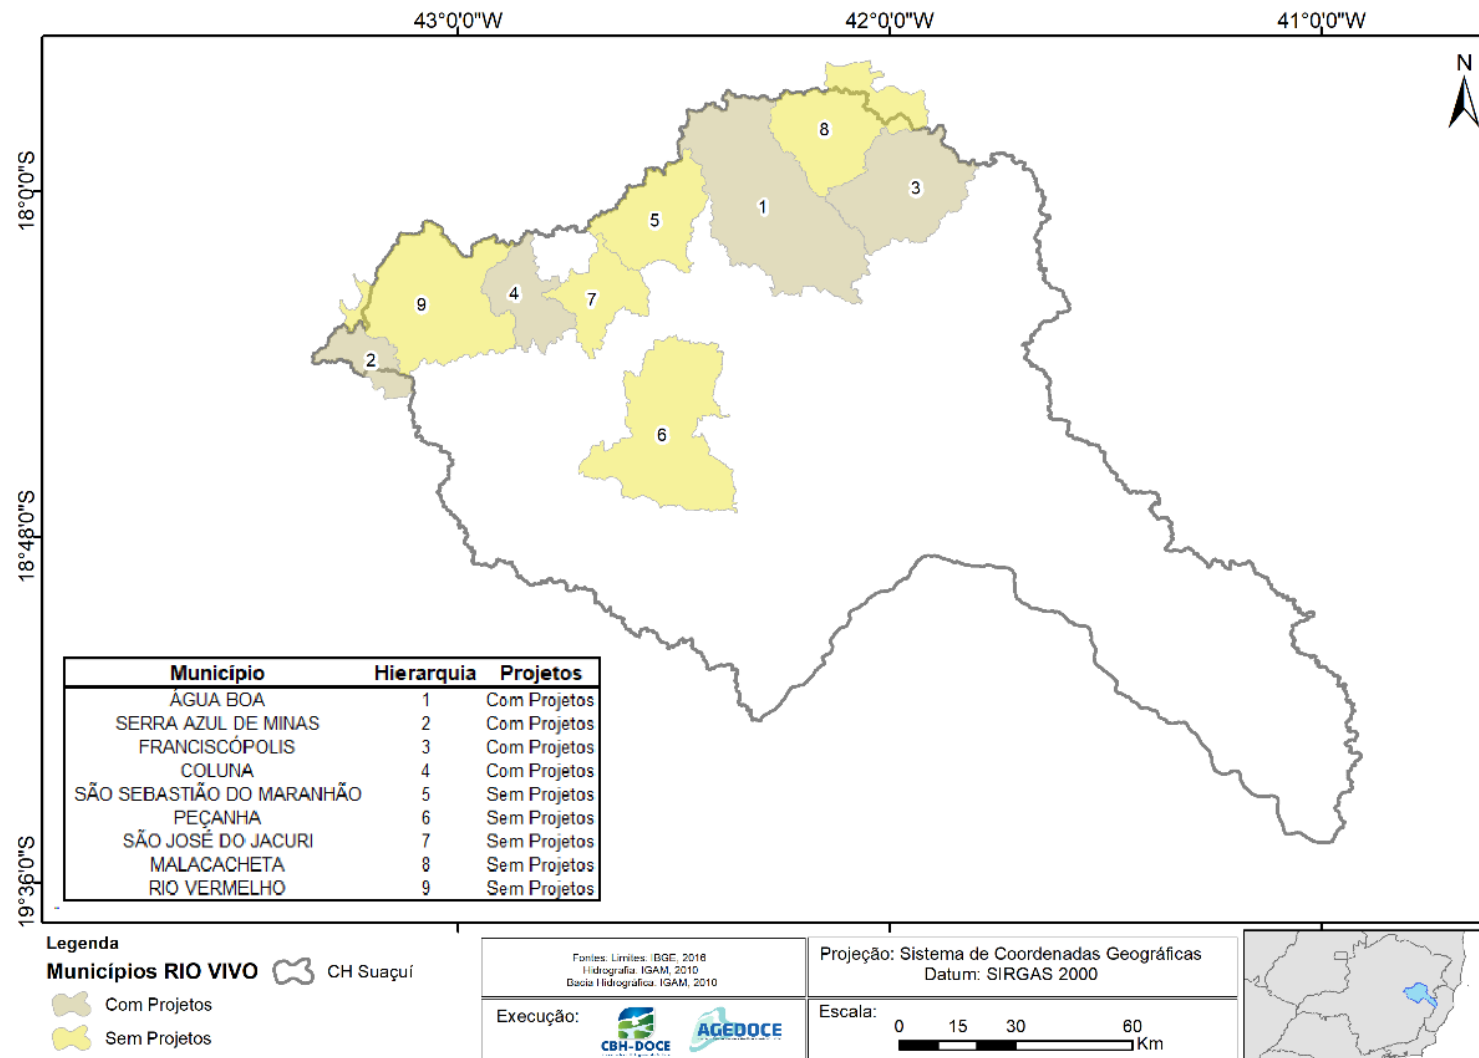 43°0'0"W 42°0'0"W 41°0'0"W
N
18°0'0"S
18°48'0"S
19°36'0"S
8
3
1
5
9
4
7
2
6
Município Hierarquia Projetos
ÁGUA BOA 1 Com Projetos
SERRA AZUL DE MINAS 2 Com Projetos
FRANCISCÓPOLIS 3 Com Projetos
COLUNA 4 Com Projetos
SÃO SEBASTIÃO DO MARANHÃO 5 Sem Projetos
PEÇANHA 6 Sem Projetos
SÃO JOSÉ DO JACURI 7 Sem Projetos
MALACACHETA 8 Sem Projetos
RIO VERMELHO 9 Sem Projetos
Legenda
Municípios RIO VIVO CH Suaçuí
Com Projetos
Sem Projetos
Fontes: Limites: IBGE, 2016
Hidrografia: IGAM, 2010
Bacia Hidrográfica: IGAM, 2010
Execução:
CBH-DOCE
AGEDOCE
Projeção: Sistema de Coordenadas Geográficas
Datum: SIRGAS 2000
Escala:
0 15 30 60
Km